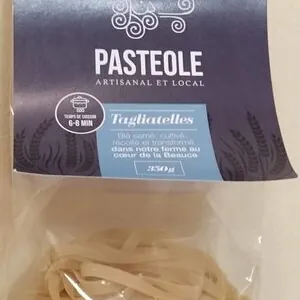 PASTEOLE
ARTISANAL ET LOCAL
TEMPS DE CUISSON
6-8 MIN
Tagliatelles
Blé semé, cultivé,
récolté et transformé
dans notre ferme au
cœur de la Beauce
350g